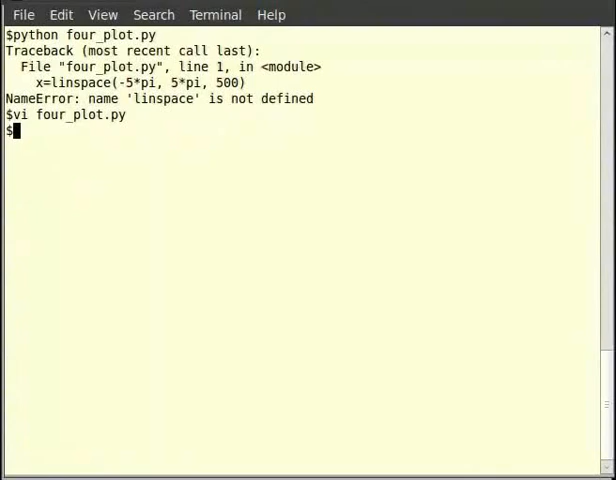 File Edit View Search Terminal Help
$python four_plot.py
Traceback (most recent call last):
  File "four_plot.py", line 1, in <module>
    x=linspace(-5*pi, 5*pi, 500)
NameError: name 'linspace' is not defined
$vi four_plot.py
$